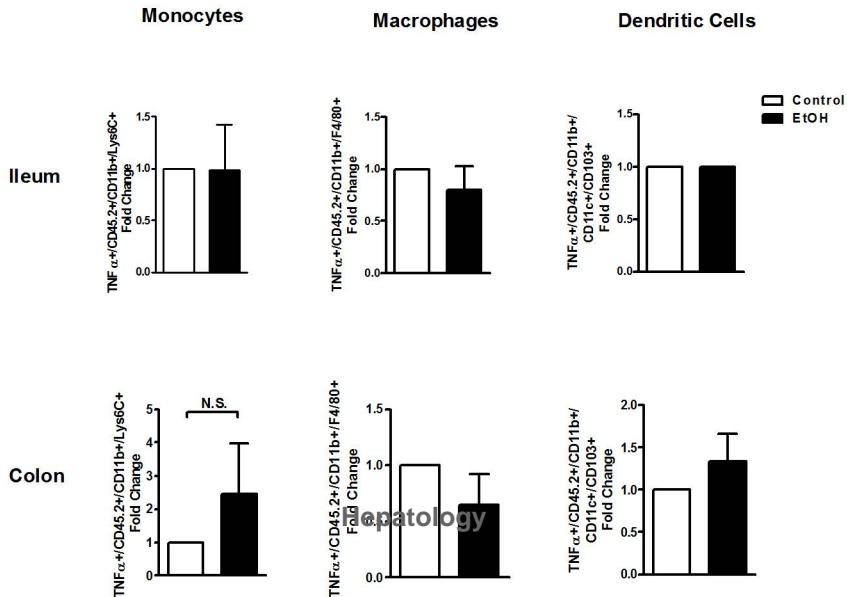 Monocytes
Macrophages
Dendritic Cells
Control
EtOH
Ileum
TNFα+/CD45.2+/CD11b+/Lys6C+
Fold Change
1.5
1.0
0.5
0.0
TNFα+/CD45.2+/CD11b+/F4/80+
Fold Change
1.5
1.0
0.5
0.0
TNFα+/CD45.2+/CD11b+/
CD11c+/CD103+
Fold Change
1.5
1.0
0.5
0.0
Colon
TNFα+/CD45.2+/CD11b+/Lys6C+
Fold Change
5
4
3
2
1
0
N.S.
TNFα+/CD45.2+/CD11b+/F4/80+
Fold Change
1.5
1.0
0.5
0.0
Hepatology
TNFα+/CD45.2+/CD11b+/
CD11c+/CD103+
Fold Change
2.0
1.5
1.0
0.5
0.0